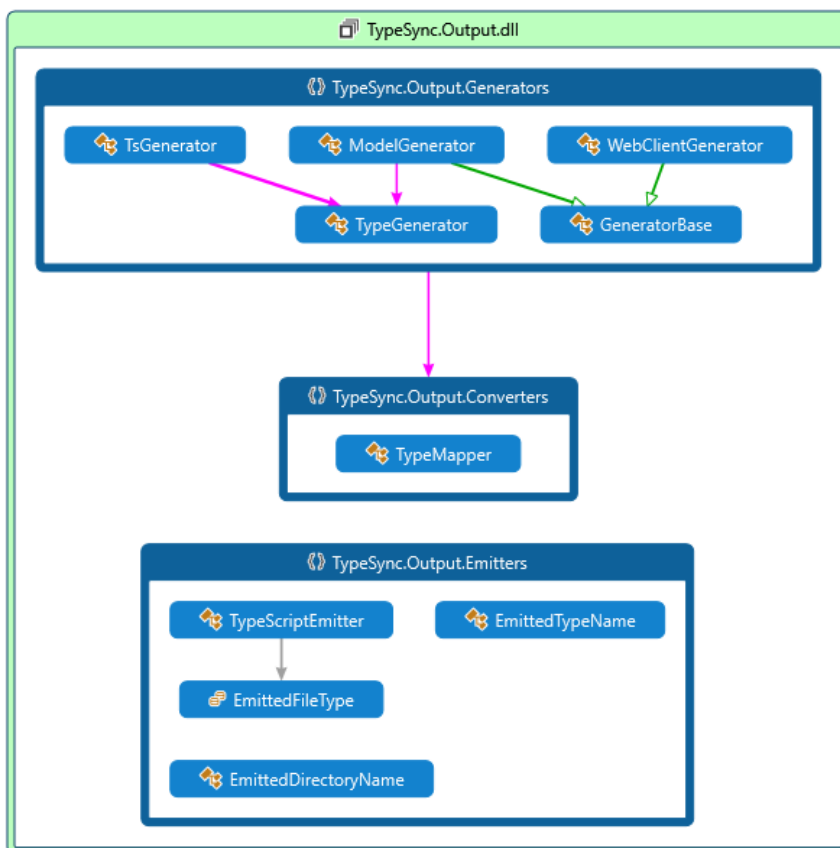 TypeSync.Output.dll
TypeSync.Output.Generators
TsGenerator
ModelGenerator
WebClientGenerator
TypeGenerator
GeneratorBase
TypeSync.Output.Converters
TypeMapper
TypeSync.Output.Emitters
TypeScriptEmitter
EmittedTypeName
EmittedFileType
EmittedDirectoryName